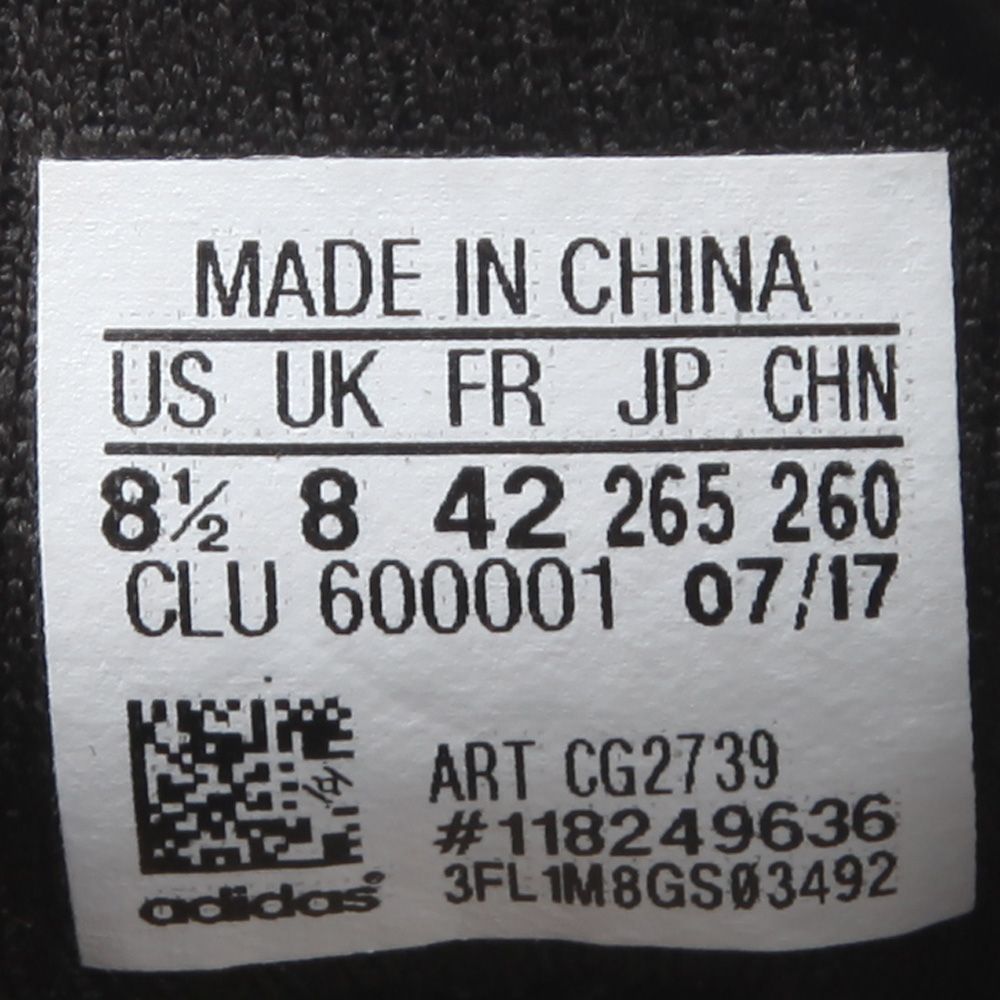 MADE IN CHINA
US UK FR JP CHN
8½ 8 42 265 260
CLU 600001 07/17
ART CG2739
#118249636
3FL1M8GSØ3492
adidas